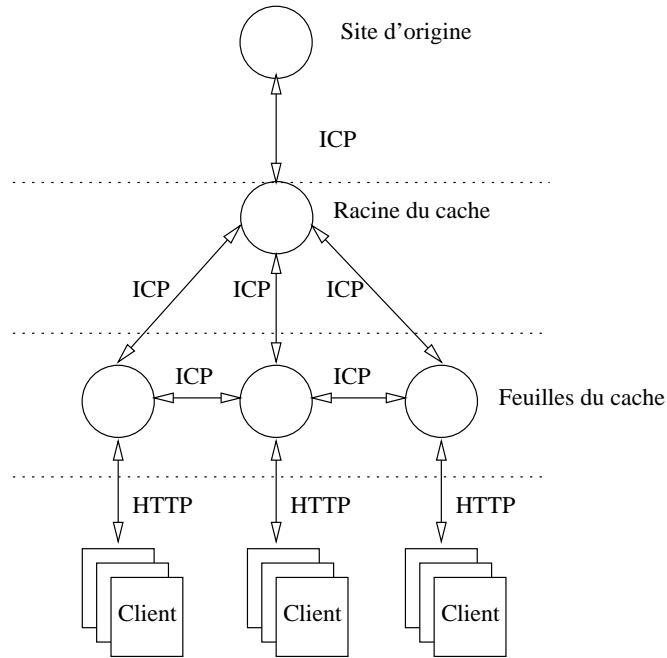 Site d'origine
ICP
Racine du cache
ICP ICP ICP
ICP ICP
Feuilles du cache
HTTP HTTP HTTP
Client Client Client